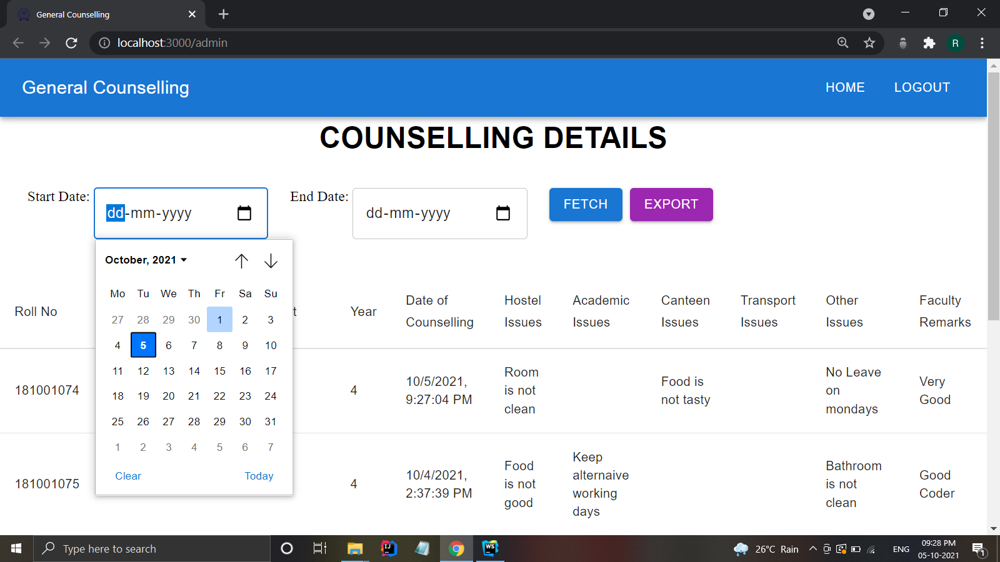 General Counselling
localhost:3000/admin
R
General Counselling
HOME
LOGOUT
COUNSELLING DETAILS
Start Date:
dd-mm-yyyy
End Date:
dd-mm-yyyy
FETCH
EXPORT
October, 2021
Mo Tu We Th Fr Sa Su
27 28 29 30 1 2 3
4 5 6 7 8 9 10
11 12 13 14 15 16 17
18 19 20 21 22 23 24
25 26 27 28 29 30 31
1 2 3 4 5 6 7
Clear
Today
Roll No
t
Year
Date of
Counselling
Hostel
Issues
Academic
Issues
Canteen
Issues
Transport
Issues
Other
Issues
Faculty
Remarks
181001074
4
10/5/2021,
9:27:04 PM
Room
is not
clean
Food is
not tasty
No Leave
on
mondays
Very
Good
181001075
4
10/4/2021,
2:37:39 PM
Food
is not
good
Keep
alternaive
working
days
Bathroom
is not
clean
Good
Coder
Type here to search
IJ
WS
26°C Rain
ENG
09:28 PM
05-10-2021
1